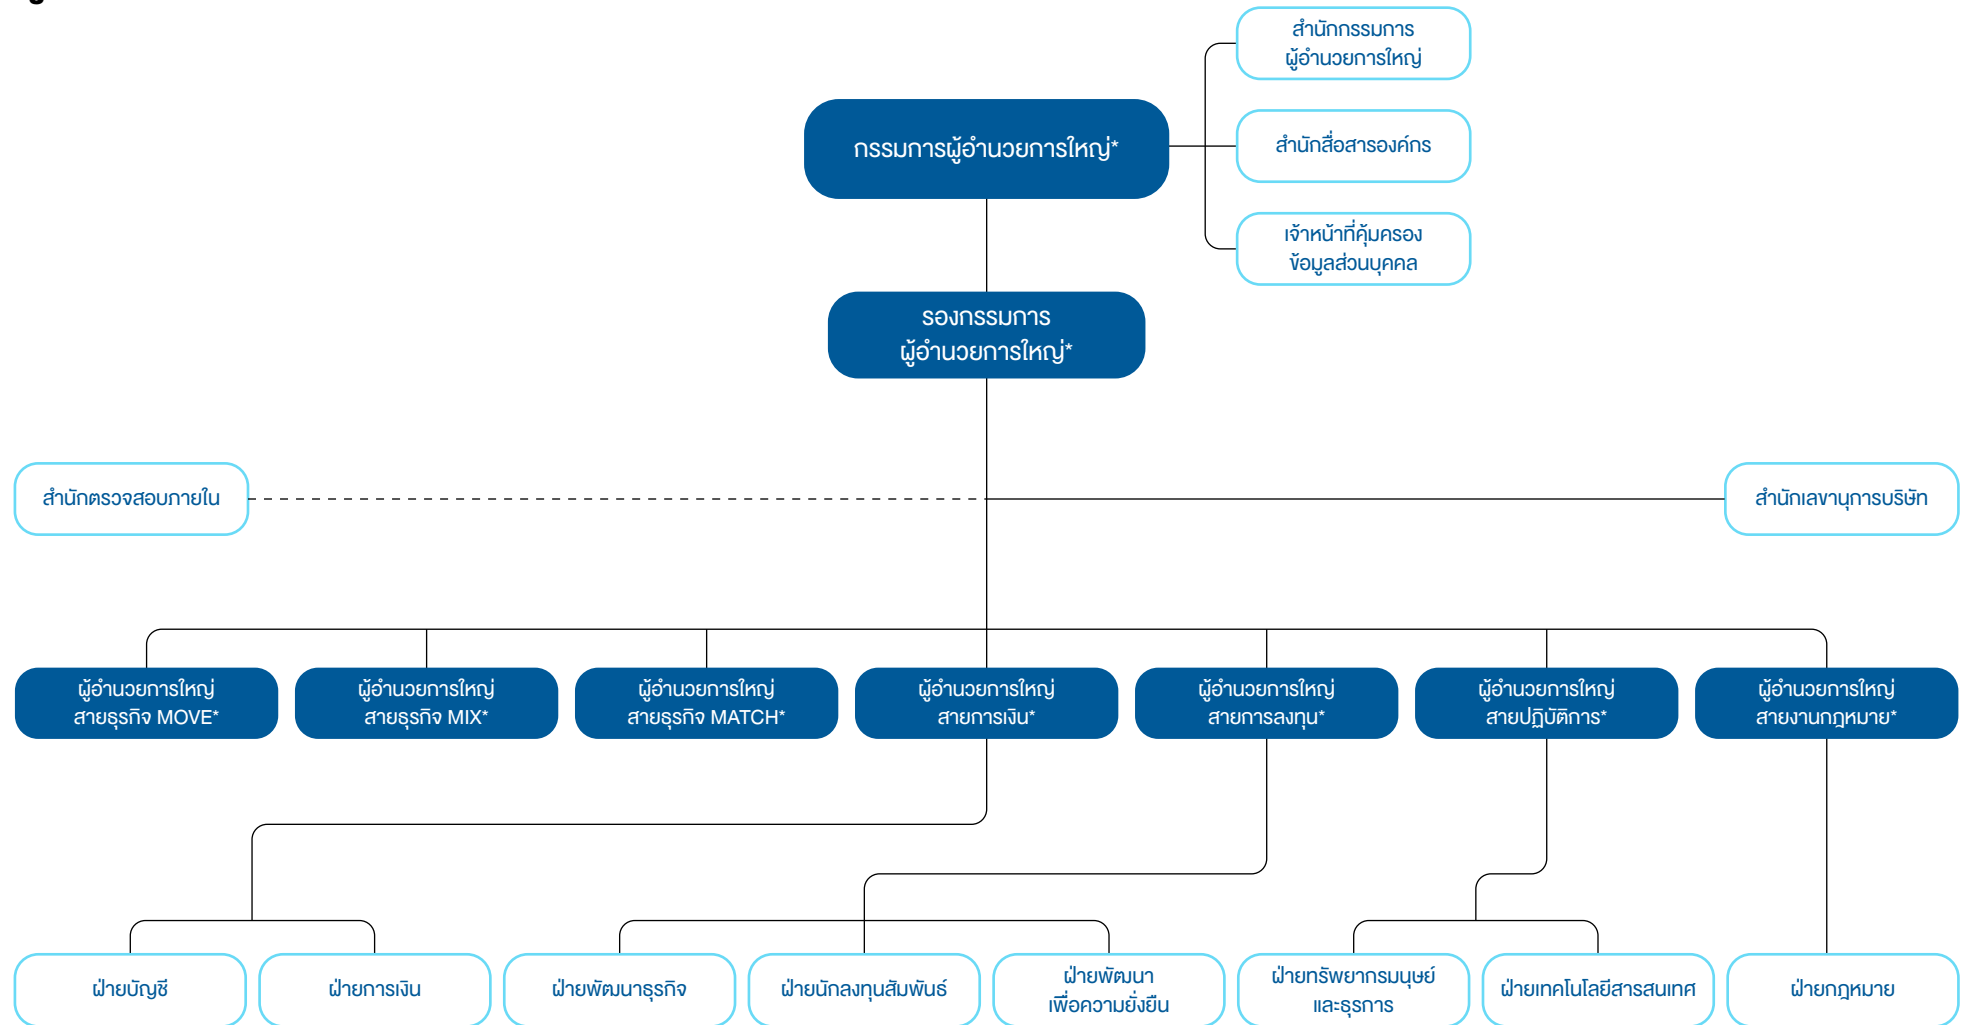 สำนักกรรมการ
ผู้อำนวยการใหญ่
กรรมการผู้อำนวยการใหญ่*
สำนักสื่อสารองค์กร
เจ้าหน้าที่คุ้มครอง
ข้อมูลส่วนบุคคล
รองกรรมการ
ผู้อำนวยการใหญ่*
สำนักตรวจสอบภายใน
สำนักเลขานุการบริษัท
ผู้อำนวยการใหญ่
สายธุรกิจ MOVE*
ผู้อำนวยการใหญ่
สายธุรกิจ MIX*
ผู้อำนวยการใหญ่
สายธุรกิจ MATCH*
ผู้อำนวยการใหญ่
สายการเงิน*
ผู้อำนวยการใหญ่
สายการลงทุน*
ผู้อำนวยการใหญ่
สายปฏิบัติการ*
ผู้อำนวยการใหญ่
สายงานกฎหมาย*
ฝ่ายบัญชี
ฝ่ายการเงิน
ฝ่ายพัฒนาธุรกิจ
ฝ่ายนักลงทุนสัมพันธ์
ฝ่ายพัฒนา
เพื่อความยั่งยืน
ฝ่ายทรัพยากรมนุษย์
และธุรการ
ฝ่ายเทคโนโลยีสารสนเทศ
ฝ่ายกฎหมาย